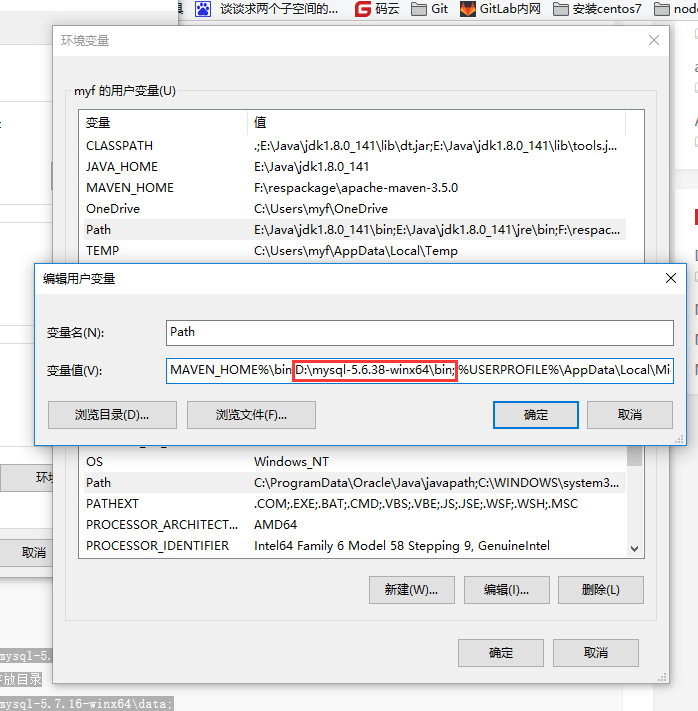 谈谈求两个子空间的... 码云 Git GitLab内网 安装centos7 node
环境变量
myf 的用户变量(U)
变量 值
CLASSPATH .;E:\Java\jdk1.8.0_141\lib\dt.jar;E:\Java\jdk1.8.0_141\lib\tools.j...
JAVA_HOME E:\Java\jdk1.8.0_141
MAVEN_HOME F:\respackage\apache-maven-3.5.0
OneDrive C:\Users\myf\OneDrive
Path E:\Java\jdk1.8.0_141\bin;E:\Java\jdk1.8.0_141\jre\bin;F:\respac...
TEMP C:\Users\myf\AppData\Local\Temp
编辑用户变量
变量名(N): Path
变量值(V): MAVEN_HOME%\bin D:\mysql-5.6.38-winx64\bin; %USERPROFILE%\AppData\Local\Mi
浏览目录(D)... 浏览文件(F)... 确定 取消
OS Windows_NT
Path C:\ProgramData\Oracle\Java\javapath;C:\WINDOWS\system3...
PATHEXT .COM;.EXE;.BAT;.CMD;.VBS;.VBE;.JS;.JSE;.WSF;.WSH;.MSC
PROCESSOR_ARCHITECT... AMD64
PROCESSOR_IDENTIFIER Intel64 Family 6 Model 58 Stepping 9, GenuineIntel
环境
取消
新建(W)... 编辑(I)... 删除(L)
确定 取消
mysql-5.
存放目录
mysql-5.7.16-winx64\data;